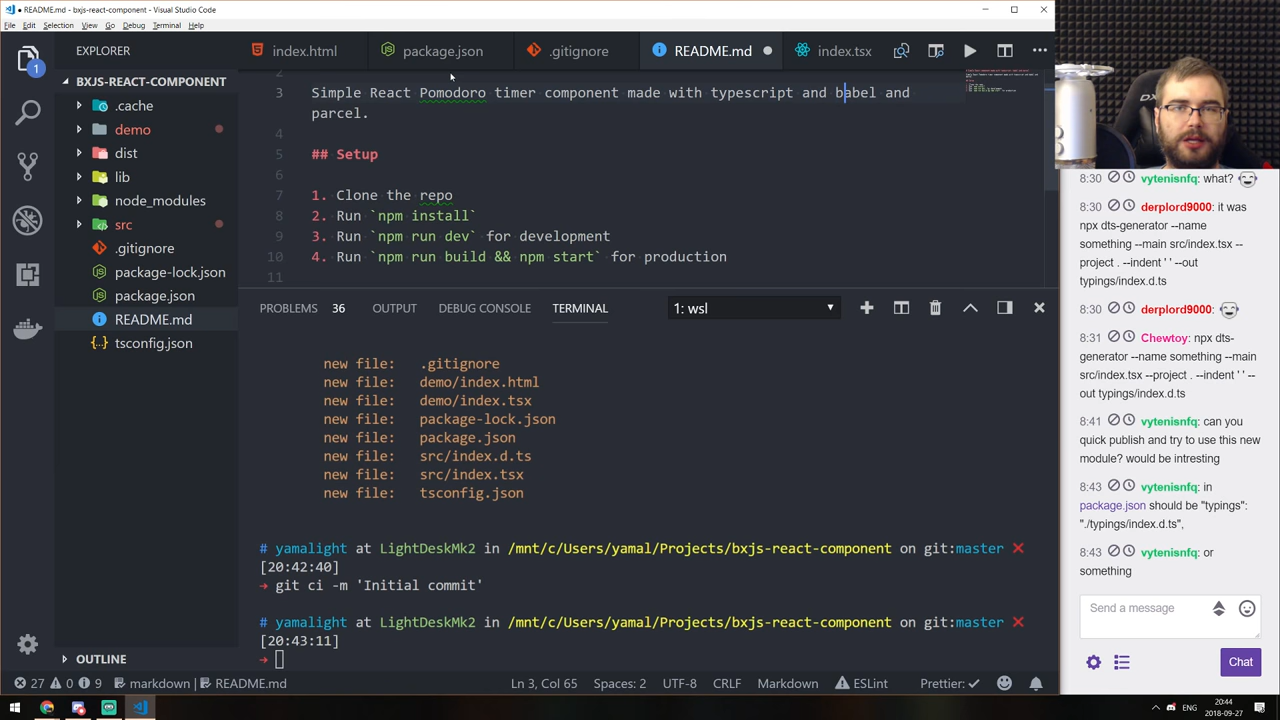 README.md - bxjs-react-component - Visual Studio Code
File Edit Selection View Go Debug Terminal Help
EXPLORER
index.html
package.json
.gitignore
README.md
index.tsx
1
BXJS-REACT-COMPONENT
.cache
demo
dist
lib
node_modules
src
.gitignore
package-lock.json
package.json
README.md
tsconfig.json
OUTLINE
2
3 Simple React Pomodoro timer component made with typescript and babel and
parcel.
4
5 ## Setup
6
7 1. Clone the repo
8 2. Run `npm install`
9 3. Run `npm run dev` for development
10 4. Run `npm run build && npm start` for production
11
PROBLEMS 36 OUTPUT DEBUG CONSOLE TERMINAL 1: wsl
new file: .gitignore
new file: demo/index.html
new file: demo/index.tsx
new file: package-lock.json
new file: package.json
new file: src/index.d.ts
new file: src/index.tsx
new file: tsconfig.json
# yamalight at LightDeskMk2 in /mnt/c/Users/yamal/Projects/bxjs-react-component on git:master
[20:42:40]
git ci -m 'Initial commit'
# yamalight at LightDeskMk2 in /mnt/c/Users/yamal/Projects/bxjs-react-component on git:master
[20:43:11]
27 0 9 markdown README.md Ln 3, Col 65 Spaces: 2 UTF-8 CRLF Markdown ESLint Prettier: ✓
DX
8:30 vytenisnfq: what?
8:30 derplord9000: it was
npx dts-generator --name
something --main src/index.tsx --
project . --indent ' ' --out
typings/index.d.ts
8:30 derplord9000:
8:31 Chewtoy: npx dts-
generator --name something --main
src/index.tsx --project . --indent ' ' --
out typings/index.d.ts
8:41 vytenisnfq: can you
quick publish and try to use this new
module? would be intresting
8:43 vytenisnfq: in
package.json should be "typings":
"./typings/index.d.ts",
8:43 vytenisnfq: or
something
Send a message
Chat
ENG
20:44
2018-09-27